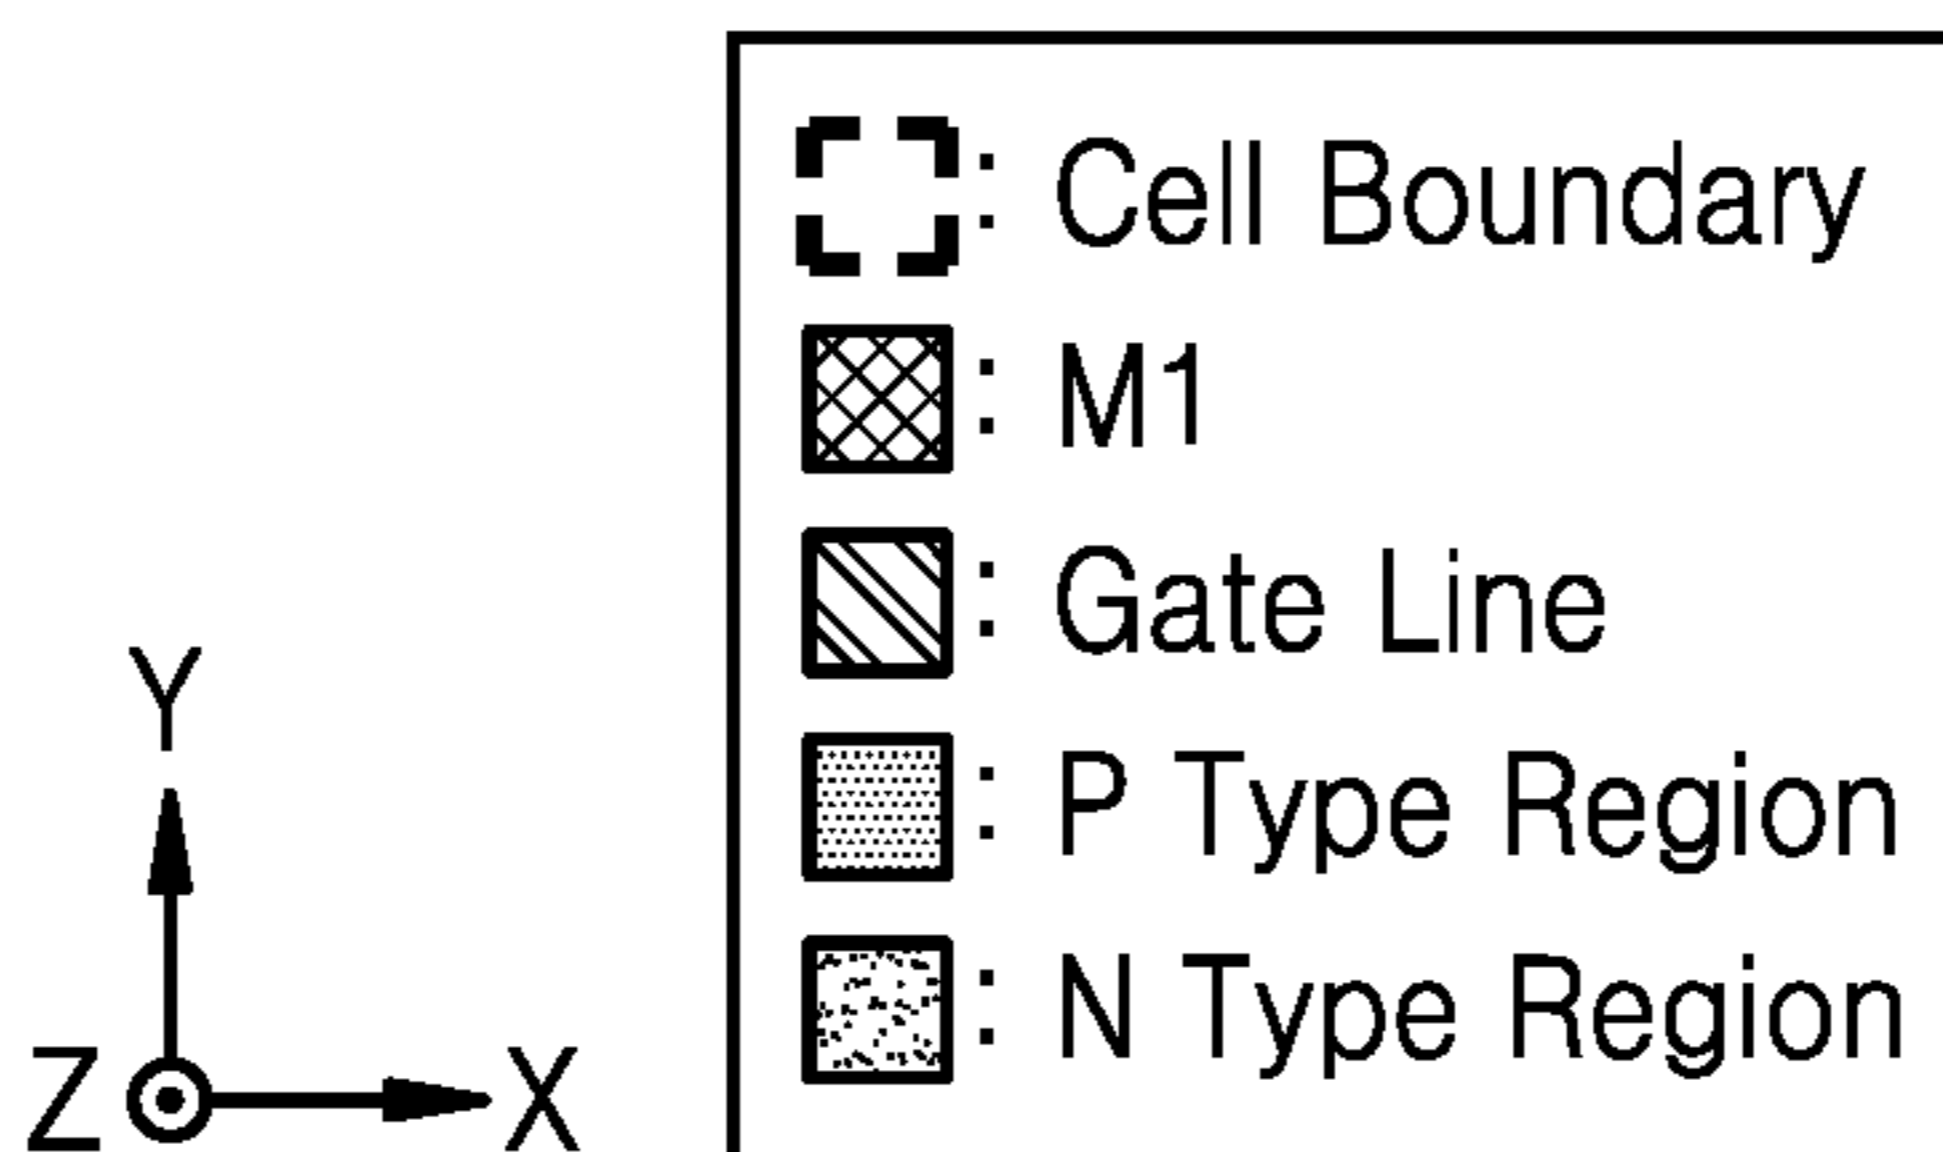 : Cell Boundary
: M1
: Gate Line
: P Type Region
: N Type Region
Y
Z
X